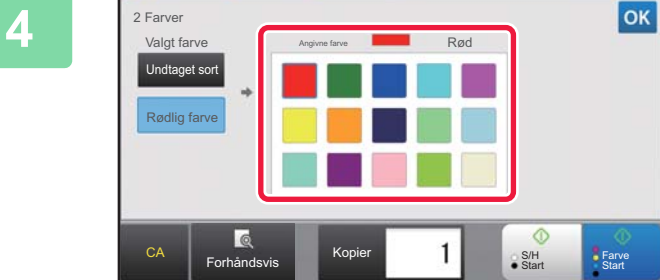 4
2 Farver
OK
Valgt farve
Angivne farve
Rød
Undtaget sort
Rødlig farve
CA
Forhåndsvis
Kopier
1
S/H
Start
Farve
Start